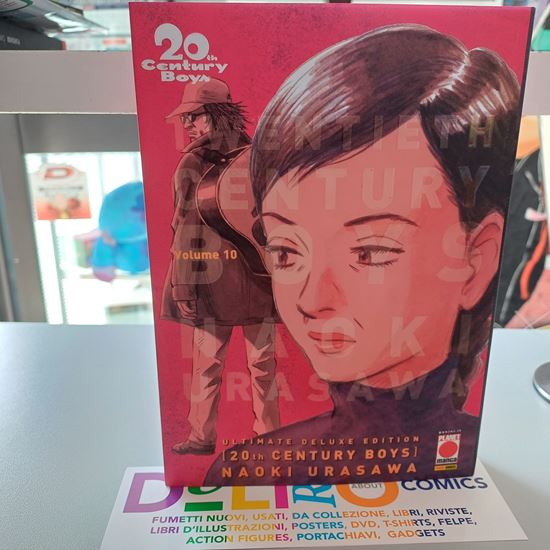 20th
Century
Boys
TWENTIETH
CENTURY
BOYS
Volume 10
NAOKI
URASAWA
ULTIMATE DELUXE EDITION
[20th CENTURY BOYS]
NAOKI URASAWA
PLANET
manga
ABOUT
COMICS
FUMETTI NUOVI, USATI, DA COLLEZIONE, LIBRI, RIVISTE,
LIBRI D'ILLUSTRAZIONI, POSTERS, DVD, T-SHIRTS, FELPE,
ACTION FIGURES, PORTACHIAVI, GADGETS